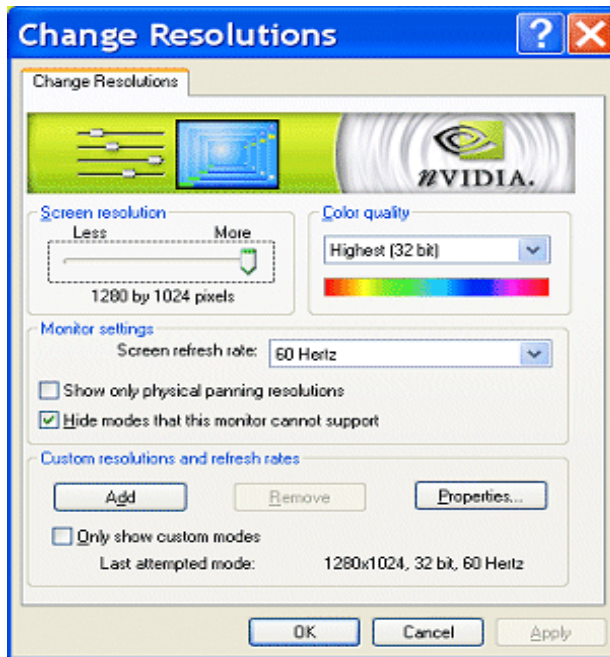 Change Resolutions
Change Resolutions
nVIDIA.
Screen resolution
Less More
1280 by 1024 pixels
Color quality
Highest (32 bit)
Monitor settings
Screen refresh rate: 60 Hertz
Show only physical panning resolutions
Hide modes that this monitor cannot support
Custom resolutions and refresh rates
Add Remove Properties...
Only show custom modes
Last attempted mode: 1280x1024, 32 bit, 60 Hertz
OK Cancel Apply